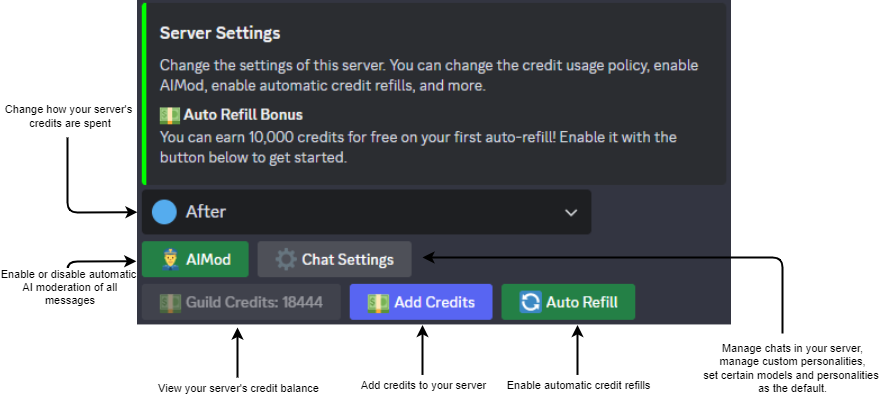 Server Settings
Change the settings of this server. You can change the credit usage policy, enable
AIMod, enable automatic credit refills, and more.
Auto Refill Bonus
You can earn 10,000 credits for free on your first auto-refill! Enable it with the
button below to get started.
Change how your server's
credits are spent
After
AIMod
Chat Settings
Enable or disable automatic
AI moderation of all
messages
Guild Credits: 18444
Add Credits
Auto Refill
Manage chats in your server,
manage custom personalities,
set certain models and personalities
as the default.
View your server's credit balance
Add credits to your server
Enable automatic credit refills